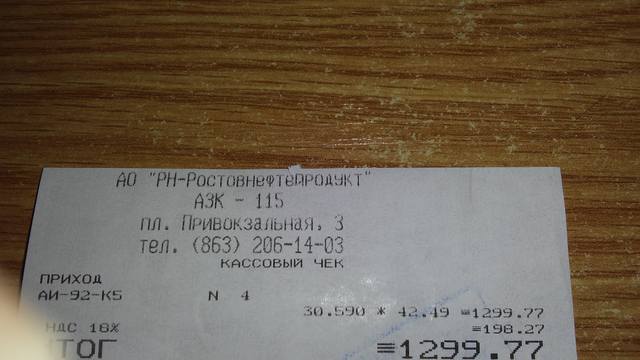 АО "РН-Ростовнефтепродукт"
АЗК - 115
пл. Привокзальная, 3
тел. (863) 206-14-03
КАССОВЫЙ ЧЕК
ПРИХОД
АИ-92-К5 N 4
30.590 * 42.49 =1299.77
НДС 18% =198.27
ИТОГ =1299.77